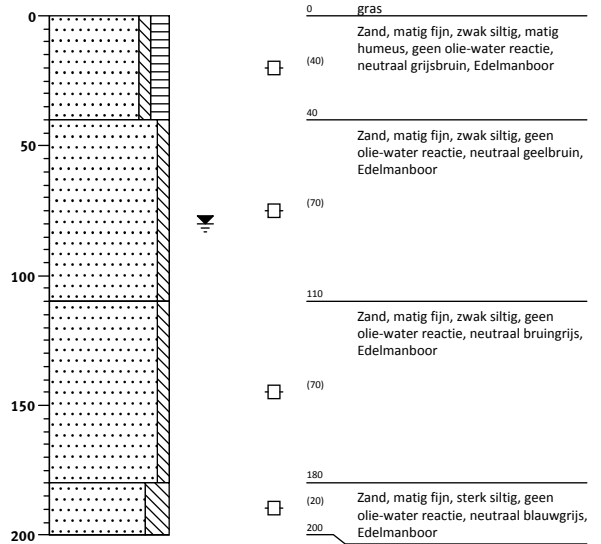 0
50
100
150
200
0 gras
Zand, matig fijn, zwak siltig, matig
humeus, geen olie-water reactie,
(40) neutraal grijsbruin, Edelmanboor
40
Zand, matig fijn, zwak siltig, geen
olie-water reactie, neutraal geelbruin,
Edelmanboor
(70)
110
Zand, matig fijn, zwak siltig, geen
olie-water reactie, neutraal bruingrijs,
Edelmanboor
(70)
180
(20) Zand, matig fijn, sterk siltig, geen
olie-water reactie, neutraal blauwgrijs,
200 Edelmanboor